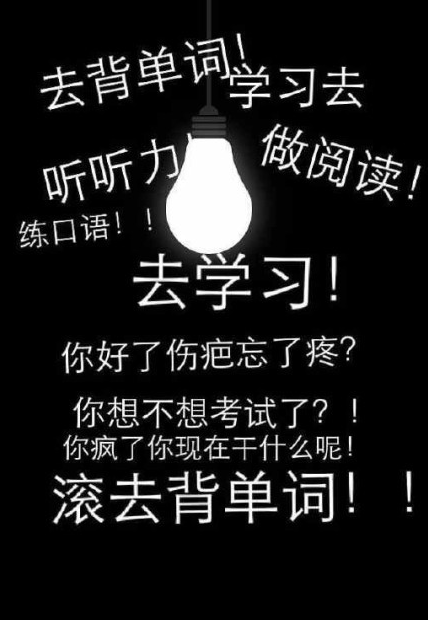 去背单词！
学习去
听听力！
做阅读！
练口语！！
去学习！
你好了伤疤忘了疼？
你想不想考试了？！
你疯了你现在干什么呢！
滚去背单词！！